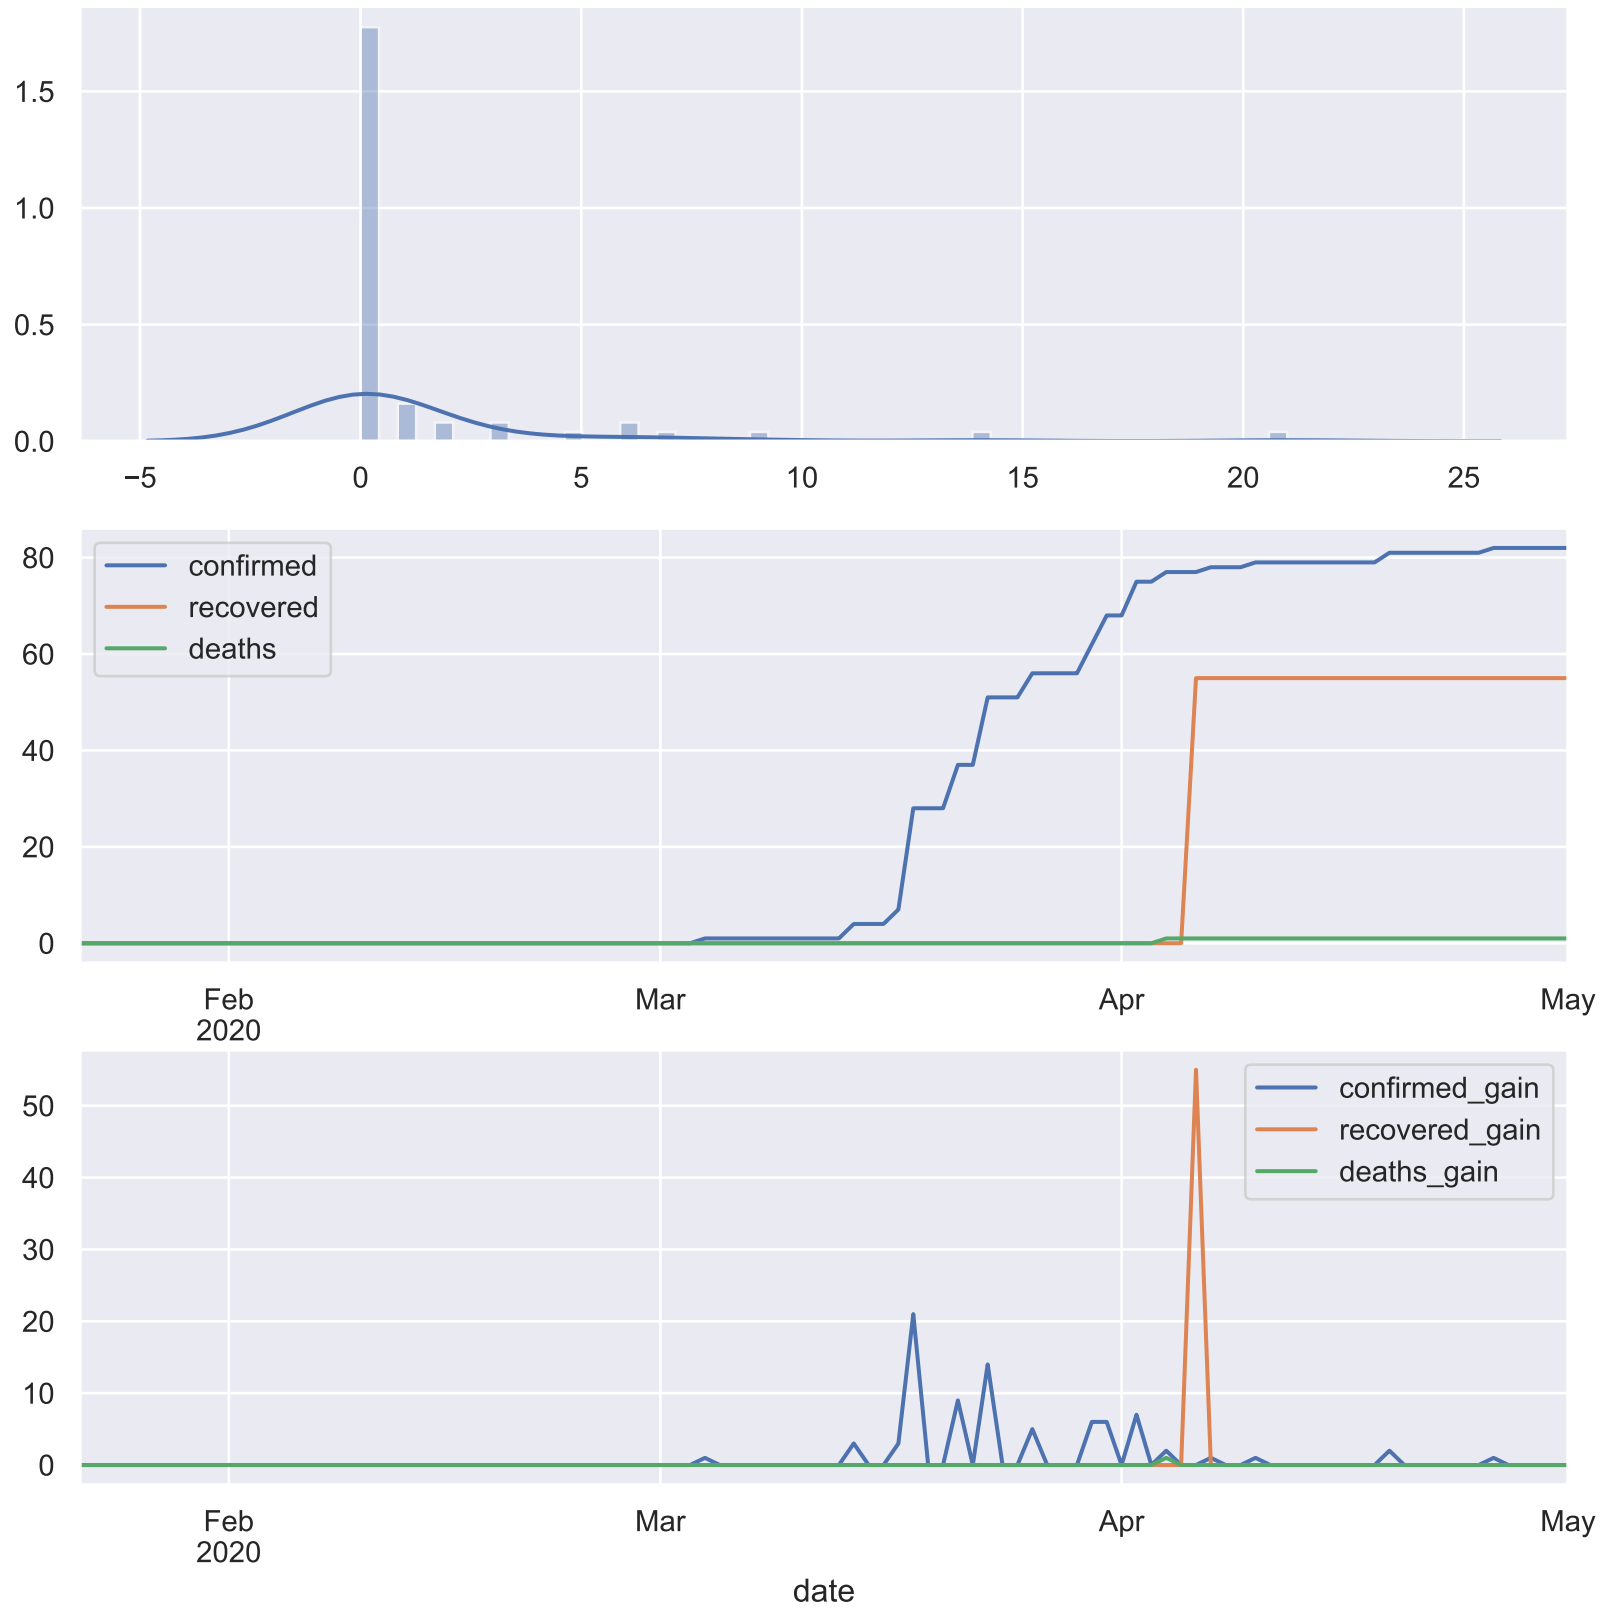 1.5
1.0
0.5
0.0
−5 0 5 10 15 20 25
80
60
40
20
0
confirmed
recovered
deaths
Feb Mar Apr May
2020
50
40
30
20
10
0
confirmed_gain
recovered_gain
deaths_gain
Feb Mar Apr May
2020
date